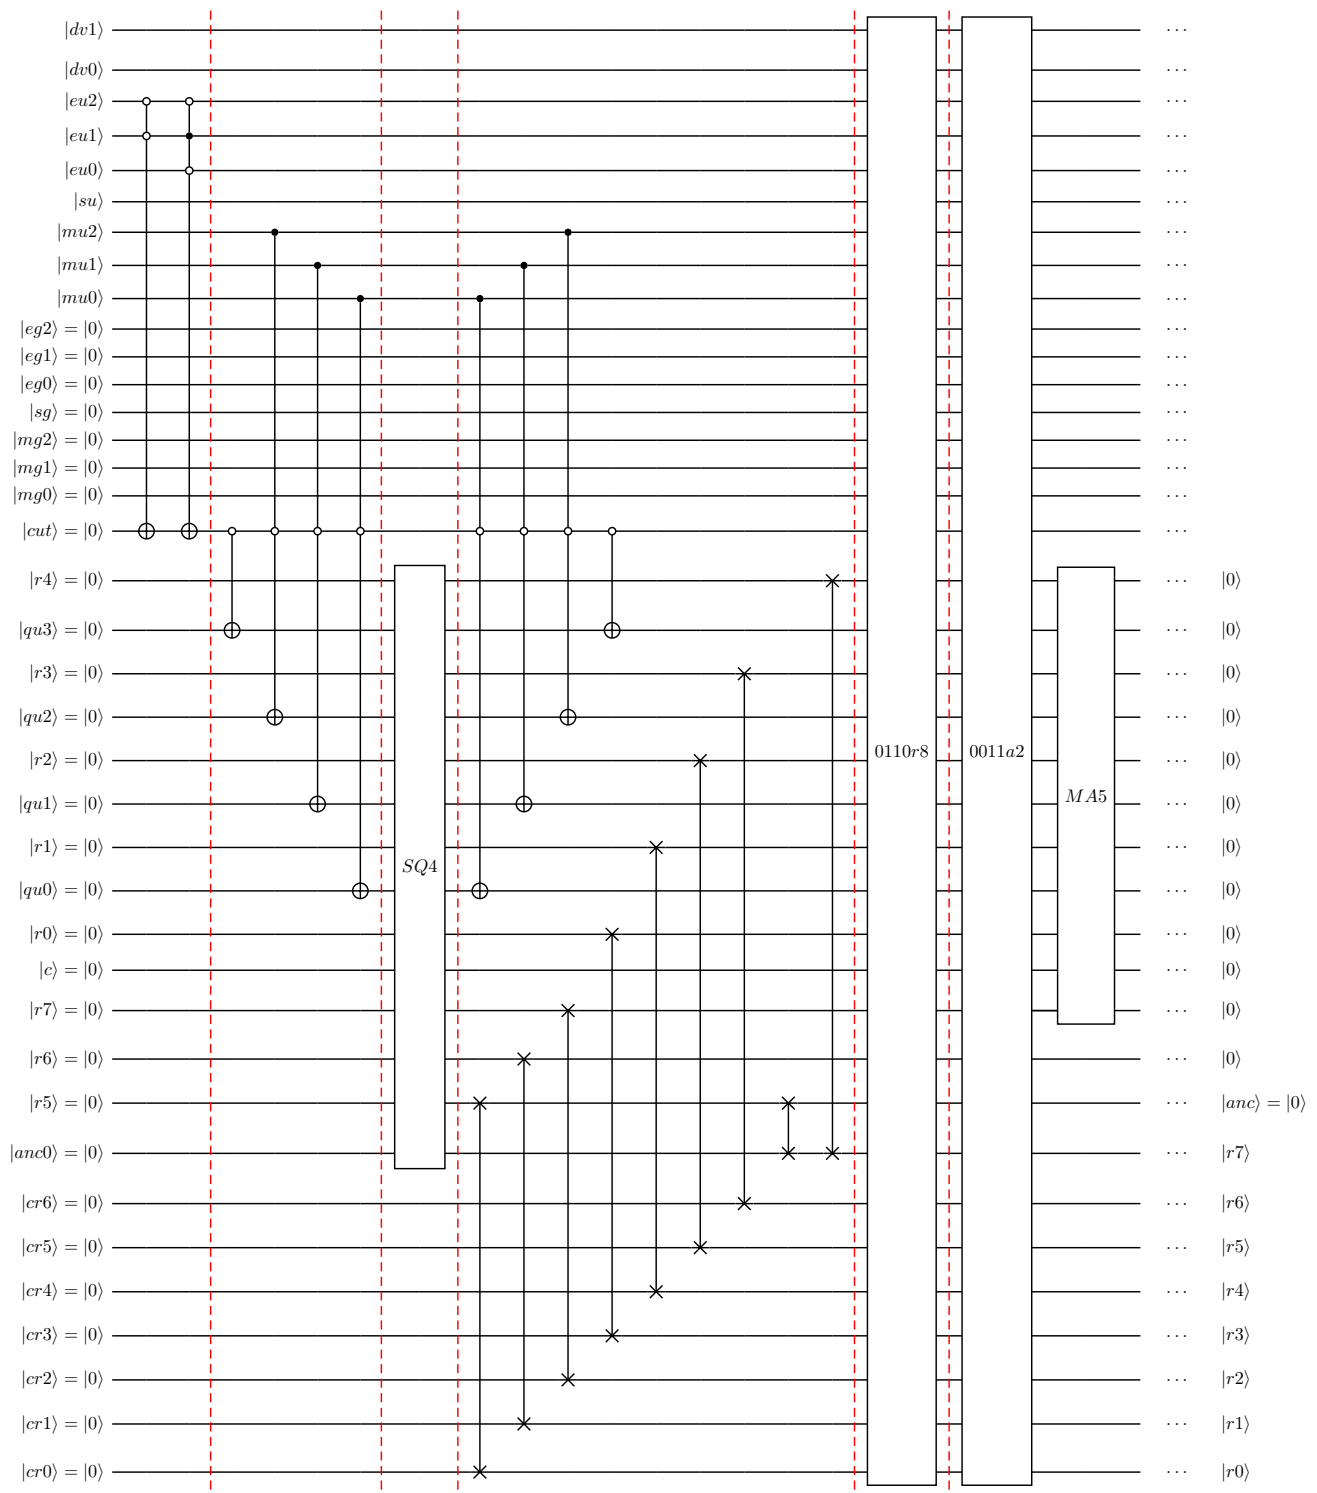 |dv1⟩ ···
|dv0⟩ ···
|eu2⟩ ···
|eu1⟩ ···
|eu0⟩ ···
|su⟩ ···
|mu2⟩ ···
|mu1⟩ ···
|mu0⟩ ···
|eg2⟩ = |0⟩ ···
|eg1⟩ = |0⟩ ···
|eg0⟩ = |0⟩ ···
|sg⟩ = |0⟩ ···
|mg2⟩ = |0⟩ ···
|mg1⟩ = |0⟩ ···
|mg0⟩ = |0⟩ ···
|cut⟩ = |0⟩ ···
|r4⟩ = |0⟩ ··· |0⟩
|qu3⟩ = |0⟩ ··· |0⟩
|r3⟩ = |0⟩ ··· |0⟩
|qu2⟩ = |0⟩ ··· |0⟩
0110r8 0011a2
|r2⟩ = |0⟩ ··· |0⟩
MA5
|qu1⟩ = |0⟩ ··· |0⟩
|r1⟩ = |0⟩ ··· |0⟩
SQ4
|qu0⟩ = |0⟩ ··· |0⟩
|r0⟩ = |0⟩ ··· |0⟩
|c⟩ = |0⟩ ··· |0⟩
|r7⟩ = |0⟩ ··· |0⟩
|r6⟩ = |0⟩ ··· |0⟩
|r5⟩ = |0⟩ ··· |anc⟩ = |0⟩
|anc0⟩ = |0⟩ ··· |r7⟩
|cr6⟩ = |0⟩ ··· |r6⟩
|cr5⟩ = |0⟩ ··· |r5⟩
|cr4⟩ = |0⟩ ··· |r4⟩
|cr3⟩ = |0⟩ ··· |r3⟩
|cr2⟩ = |0⟩ ··· |r2⟩
|cr1⟩ = |0⟩ ··· |r1⟩
|cr0⟩ = |0⟩ ··· |r0⟩